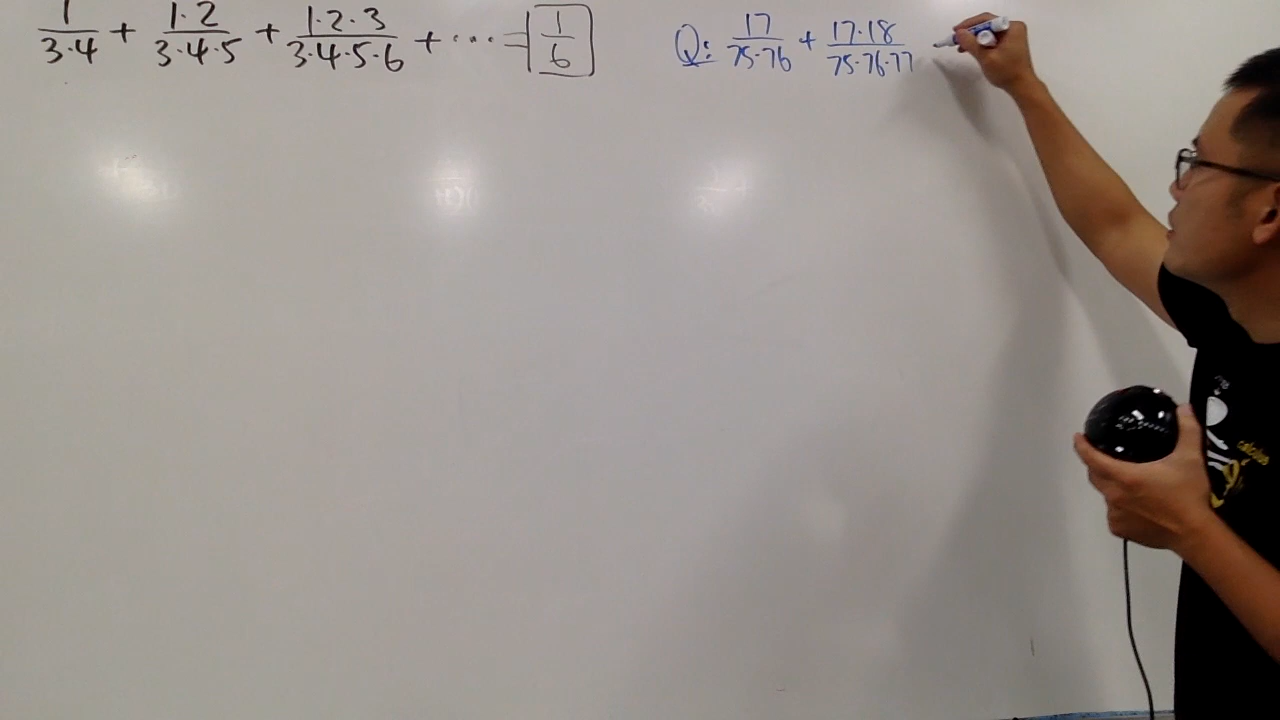 1/(3·4) + (1·2)/(3·4·5) + (1·2·3)/(3·4·5·6) + ··· = 1/6
Q: 17/(75·76) + (17·18)/(75·76·77)
calculus